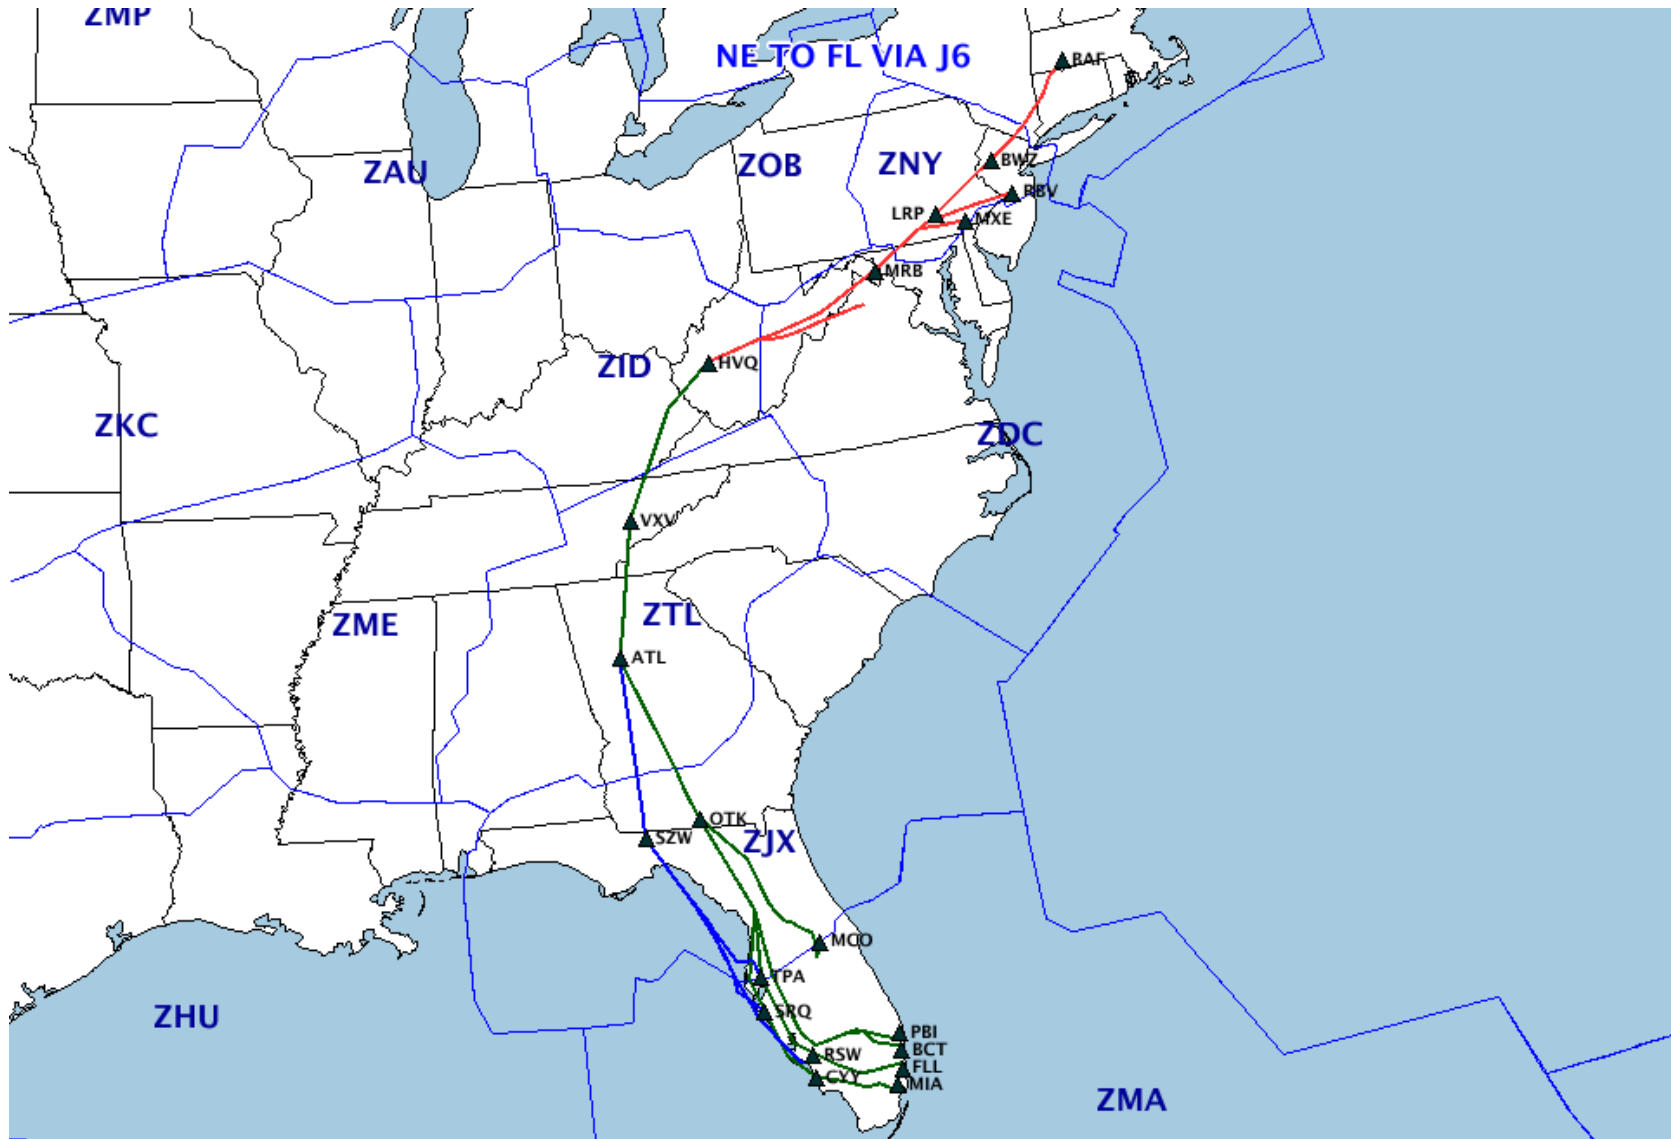 ZMP
NE TO FL VIA J6
BAF
ZAU
ZOB
ZNY
BWZ
RBV
LRP
MXE
MRB
ZID
HVQ
ZKC
ZDC
VXV
ZME
ZTL
ATL
OTK
SZW
ZJX
MCO
TPA
ZHU
SRQ
PBI
BCT
RSW
FLL
CYY
MIA
ZMA